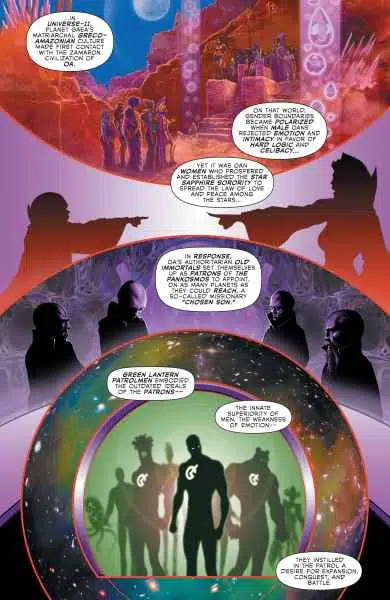 IN
UNIVERSE-11,
PLANET GAEA'S
MATRIARCHAL GRECO-
AMAZONIAN CULTURE
MADE FIRST CONTACT
WITH THE ZAMARON
CIVILIZATION OF
OA.
ON THAT WORLD,
GENDER BOUNDARIES
BECAME POLARIZED
WHEN MALE OANS
REJECTED EMOTION AND
INTIMACY IN FAVOR OF
HARD LOGIC AND
CELIBACY...
YET IT WAS OAN
WOMEN WHO PROSPERED
AND ESTABLISHED THE STAR
SAPPHIRE SORORITY TO
SPREAD THE LAW OF LOVE
AND PEACE AMONG
THE STARS...
IN RESPONSE,
OA'S AUTHORITARIAN OLD
IMMORTALS SET THEMSELVES
UP AS PATRONS OF THE
PANKOSMOS TO APPOINT,
ON AS MANY PLANETS AS
THEY COULD REACH, A
SO-CALLED MISSIONARY
"CHOSEN SON."
GREEN LANTERN
PATROLMEN EMBODIED
THE OUTDATED IDEALS
OF THE PATRONS--
THE INNATE
SUPERIORITY OF
MEN, THE WEAKNESS
OF EMOTION--
THEY INSTILLED IN
THE PATROL A
DESIRE FOR EXPANSION,
CONQUEST, AND
BATTLE.